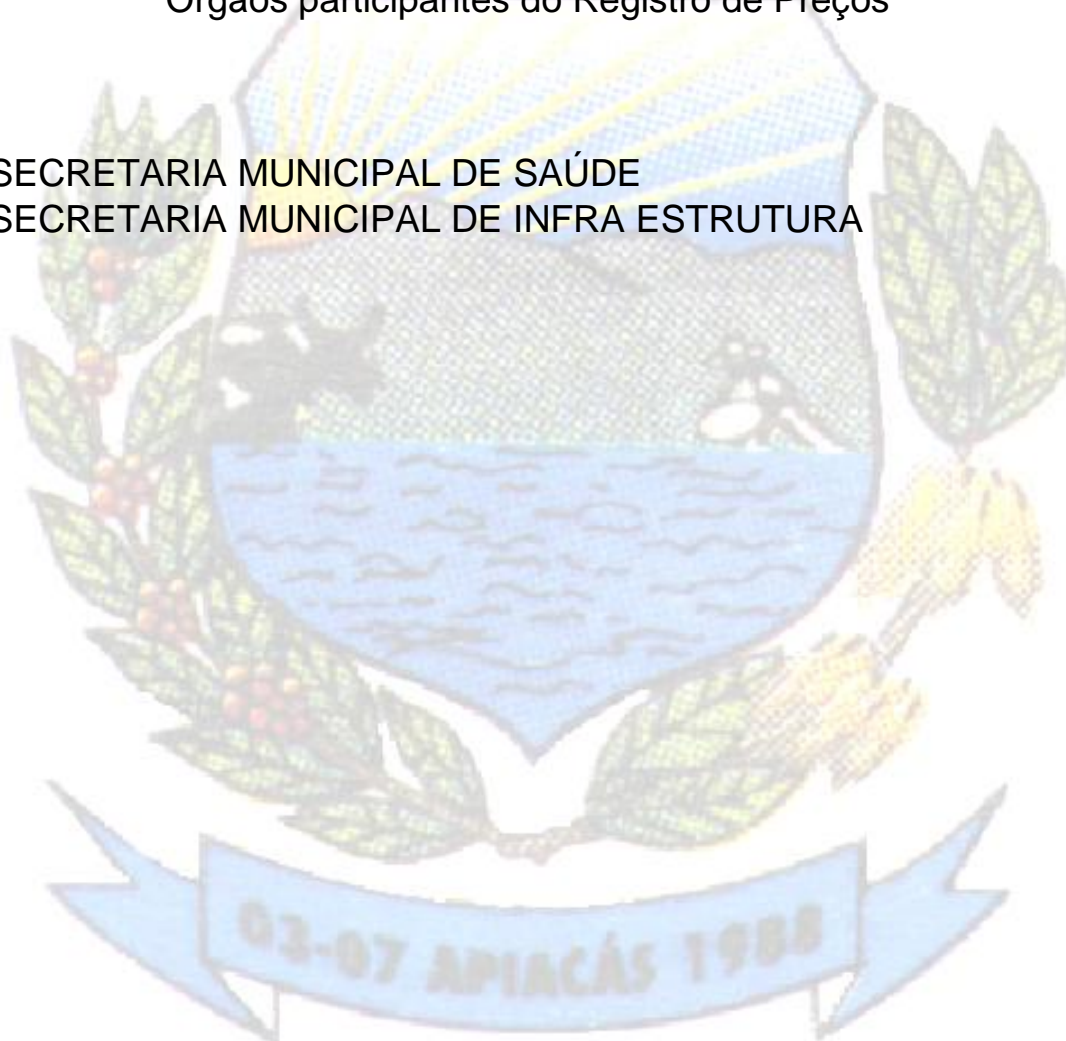 Órgãos participantes do Registro de Preços
SECRETARIA MUNICIPAL DE SAÚDE
SECRETARIA MUNICIPAL DE INFRA ESTRUTURA
03-07 APIACÁS 1988